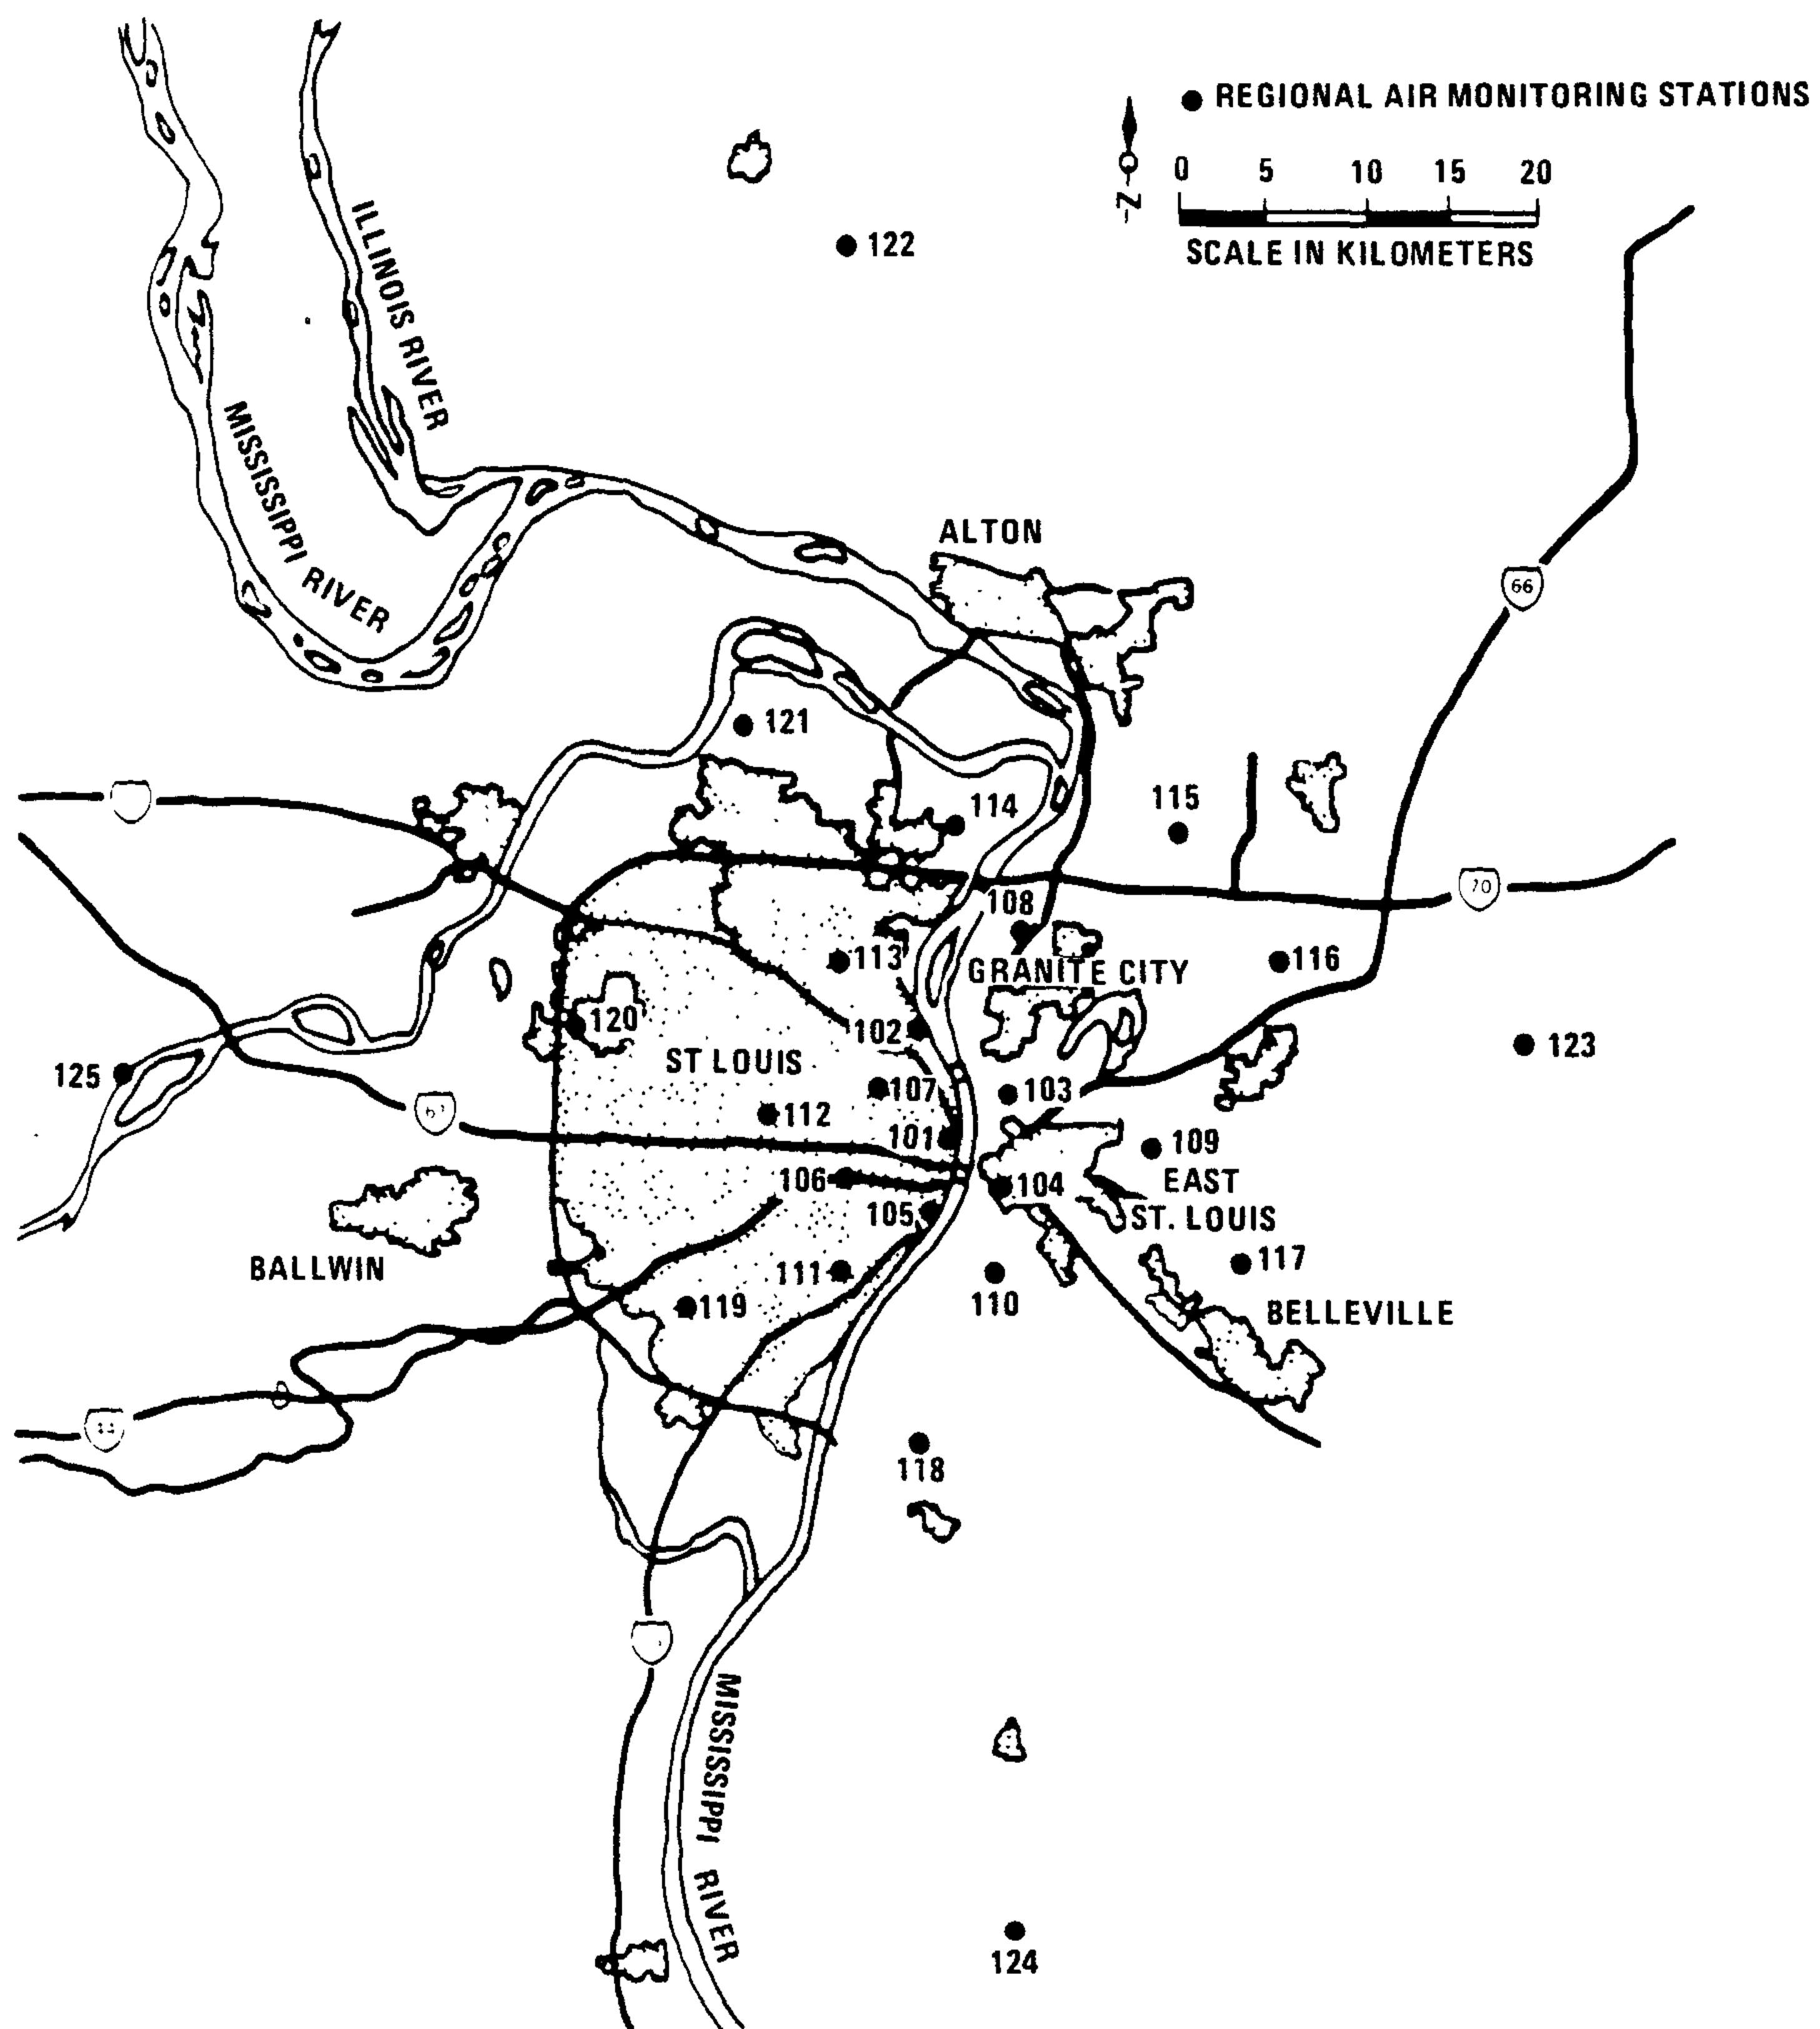 REGIONAL AIR MONITORING STATIONS
N
0 5 10 15 20
SCALE IN KILOMETERS
122
ILLINOIS RIVER
MISSISSIPPI RIVER
ALTON
66
121
114
115
70
108
113
GRANITE CITY
116
120
102
123
ST LOUIS
125
107
103
112
101
109
106
104
EAST
ST. LOUIS
105
BALLWIN
111
117
110
119
BELLEVILLE
44
118
MISSISSIPPI RIVER
124